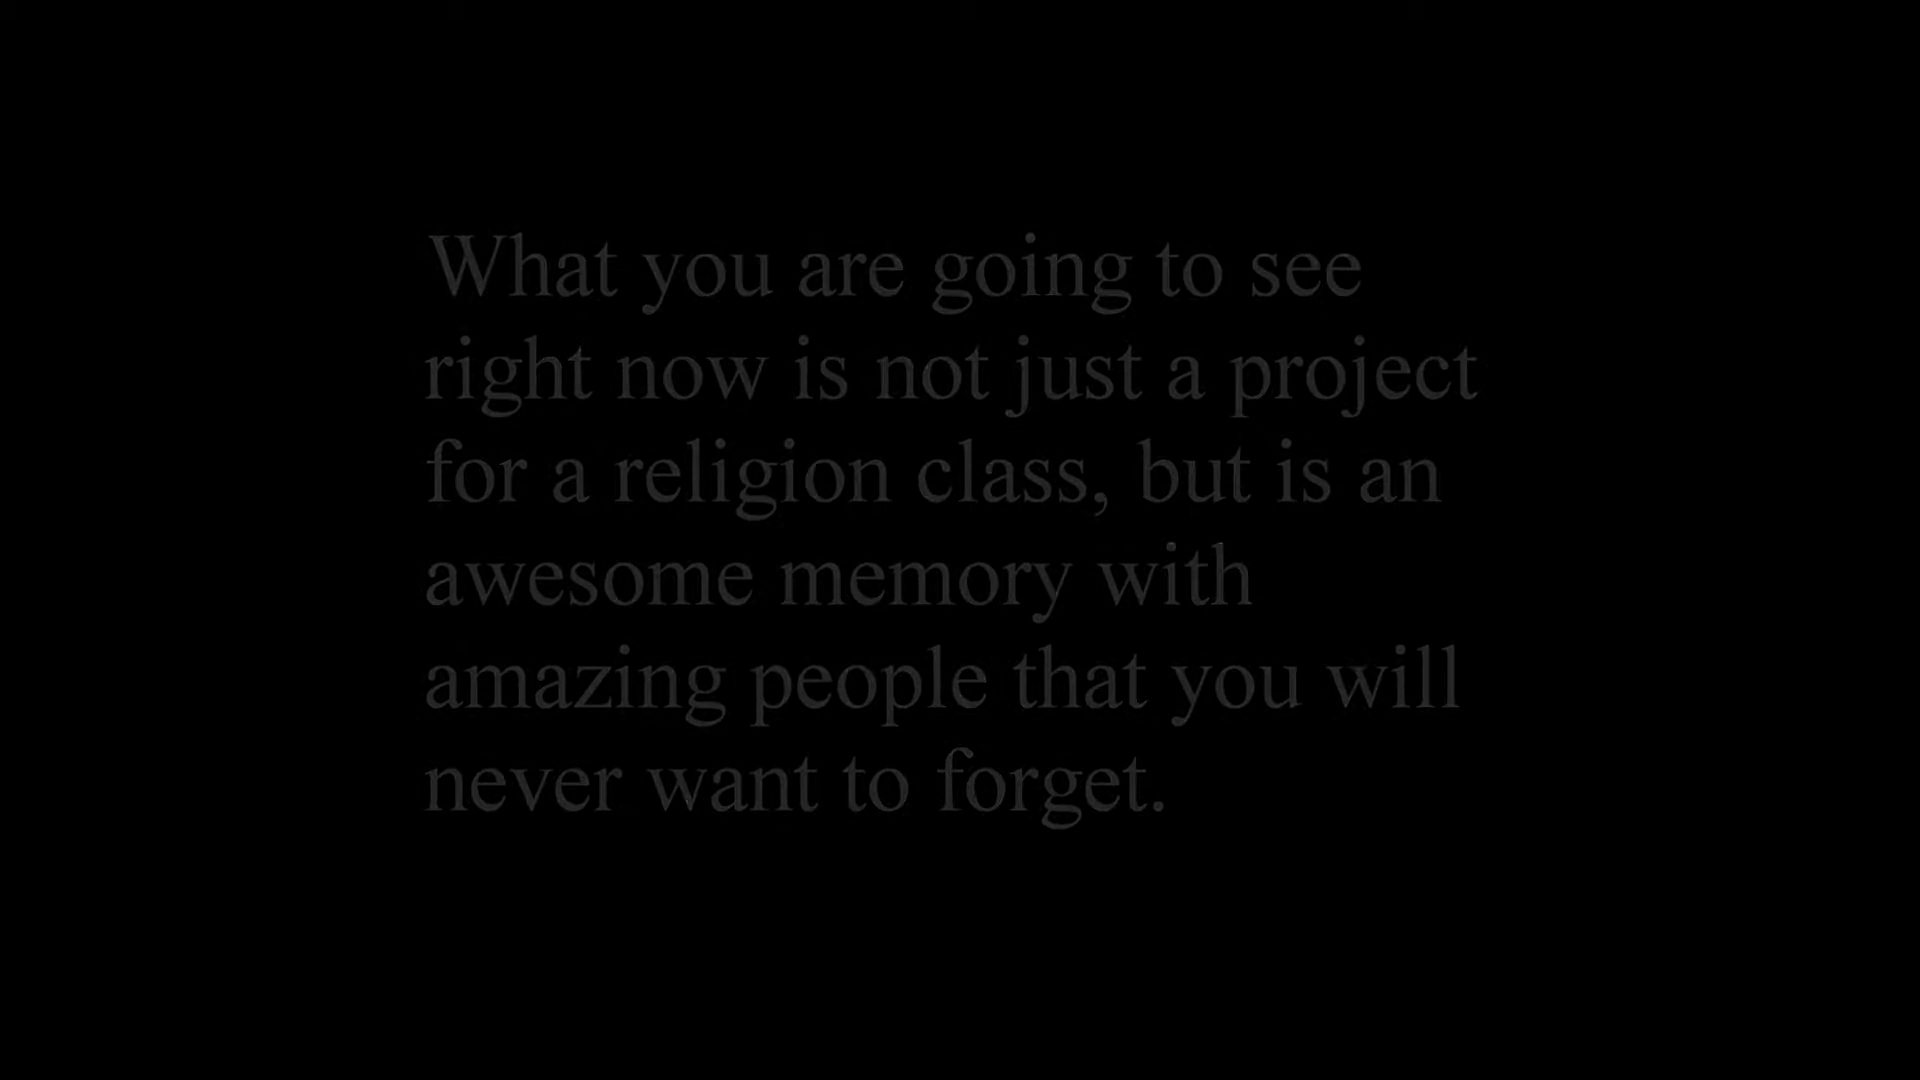 What you are going to see
right now is not just a project
for a religion class, but is an
awesome memory with
amazing people that you will
never want to forget.